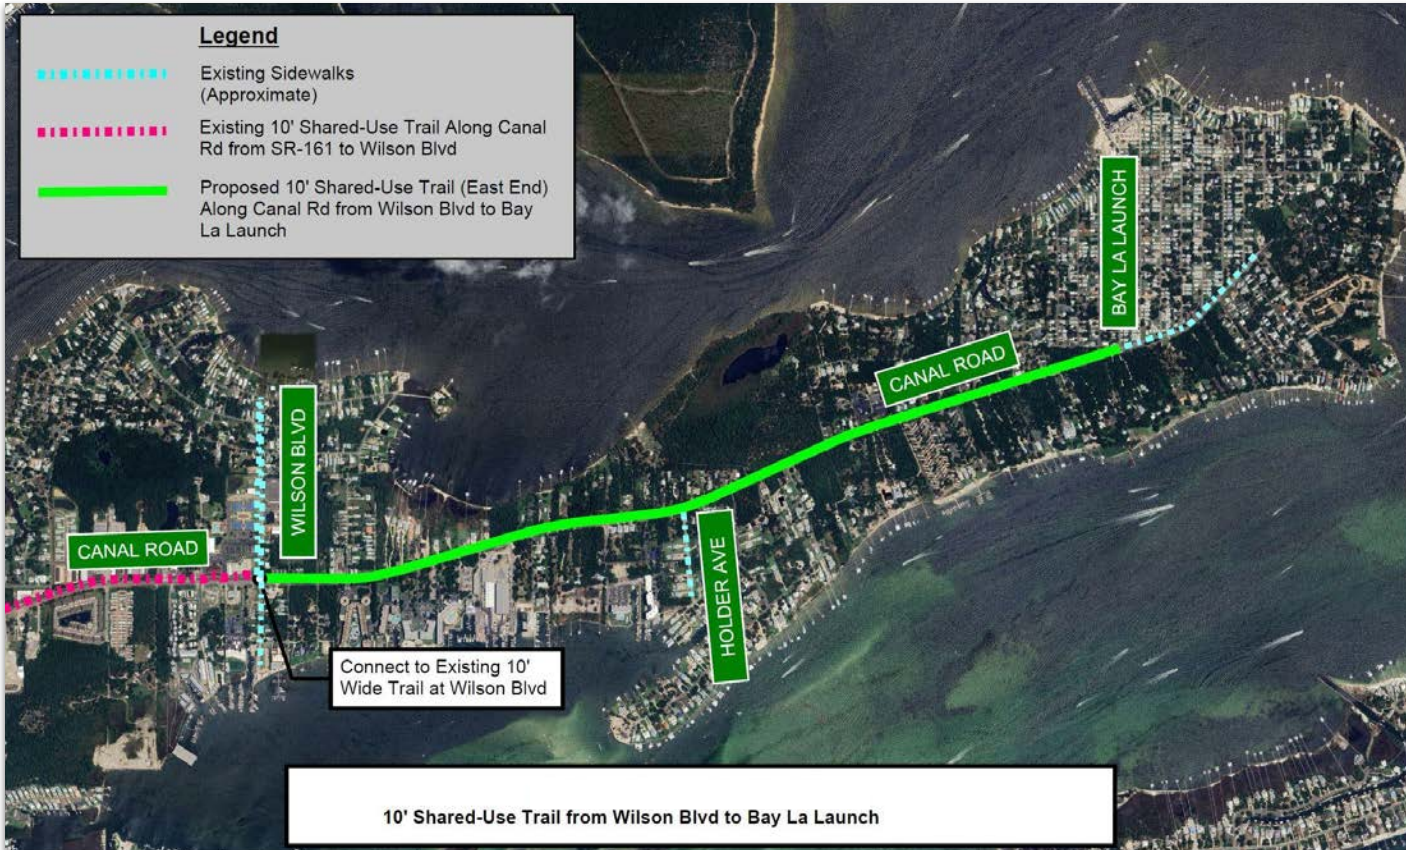 Legend
Existing Sidewalks
(Approximate)
Existing 10' Shared-Use Trail Along Canal
Rd from SR-161 to Wilson Blvd
Proposed 10' Shared-Use Trail (East End)
Along Canal Rd from Wilson Blvd to Bay
La Launch
BAY LA LAUNCH
CANAL ROAD
WILSON BLVD
CANAL ROAD
HOLDER AVE
Connect to Existing 10'
Wide Trail at Wilson Blvd
10' Shared-Use Trail from Wilson Blvd to Bay La Launch